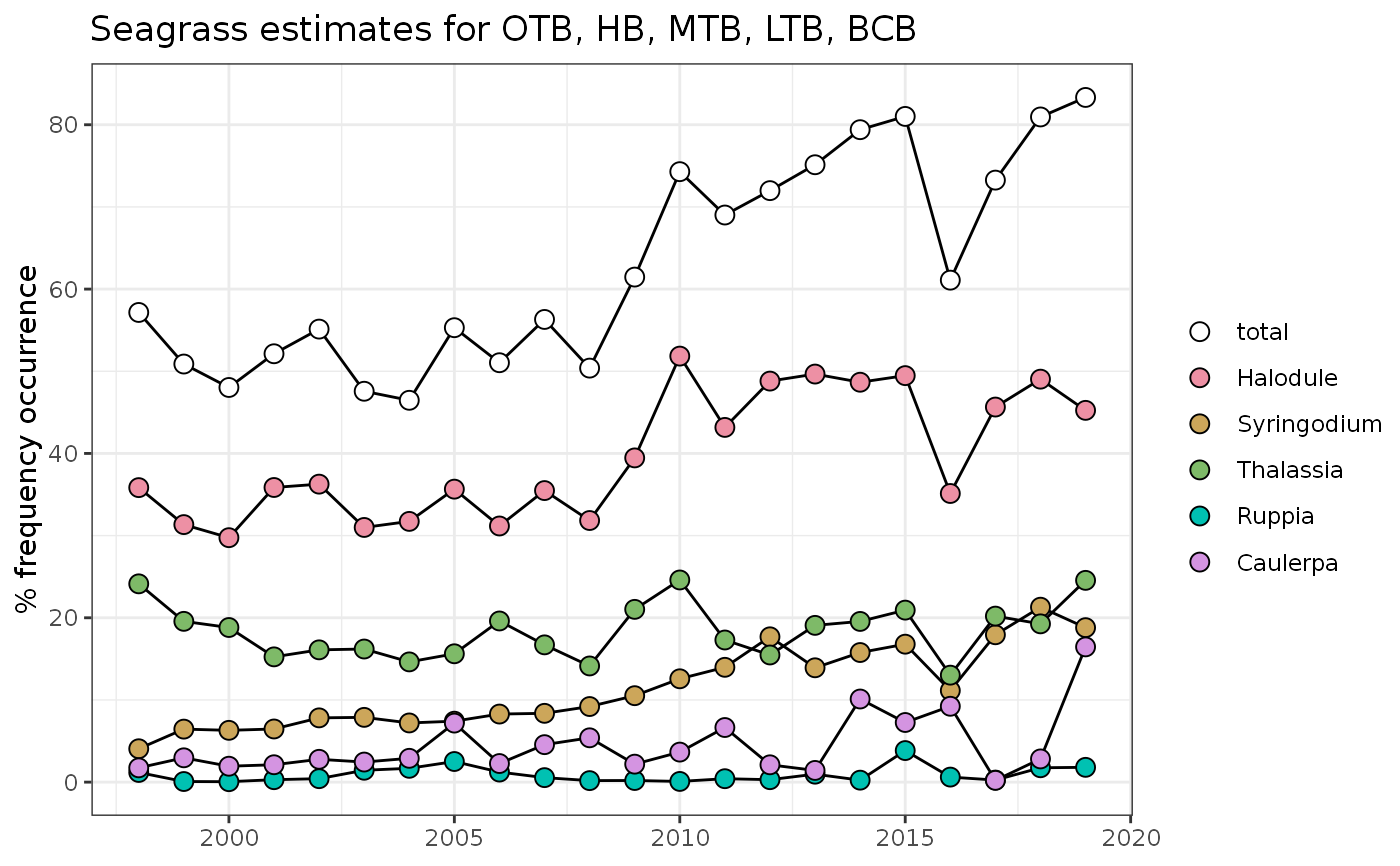 Seagrass estimates for OTB, HB, MTB, LTB, BCB
% frequency occurrence
80
60
40
20
0
2000
2005
2010
2015
2020
total
Halodule
Syringodium
Thalassia
Ruppia
Caulerpa